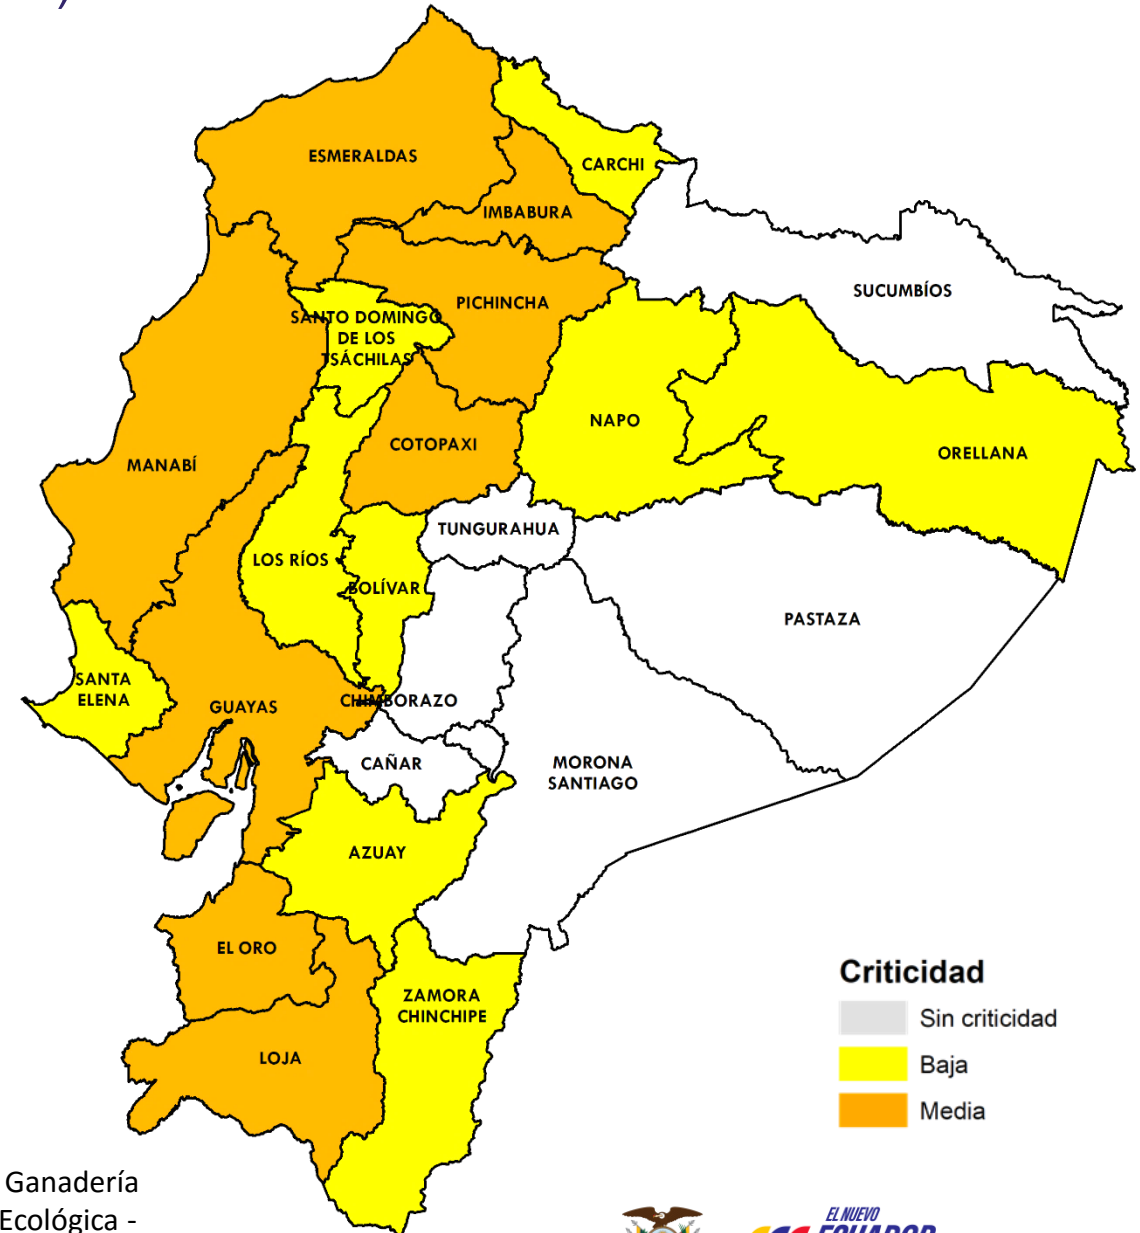 ESMERALDAS
CARCHI
IMBABURA
SUCUMBÍOS
PICHINCHA
SANTO DOMINGO
DE LOS
TSÁCHILAS
NAPO
COTOPAXI
ORELLANA
MANABÍ
TUNGURAHUA
LOS RÍOS
BOLÍVAR
PASTAZA
SANTA
ELENA
GUAYAS
CHIMBORAZO
CAÑAR
MORONA
SANTIAGO
AZUAY
EL ORO
ZAMORA
CHINCHIPE
LOJA
Criticidad
Sin criticidad
Baja
Media
Ganadería
Ecológica -
EL NUEVO
ECUADOR